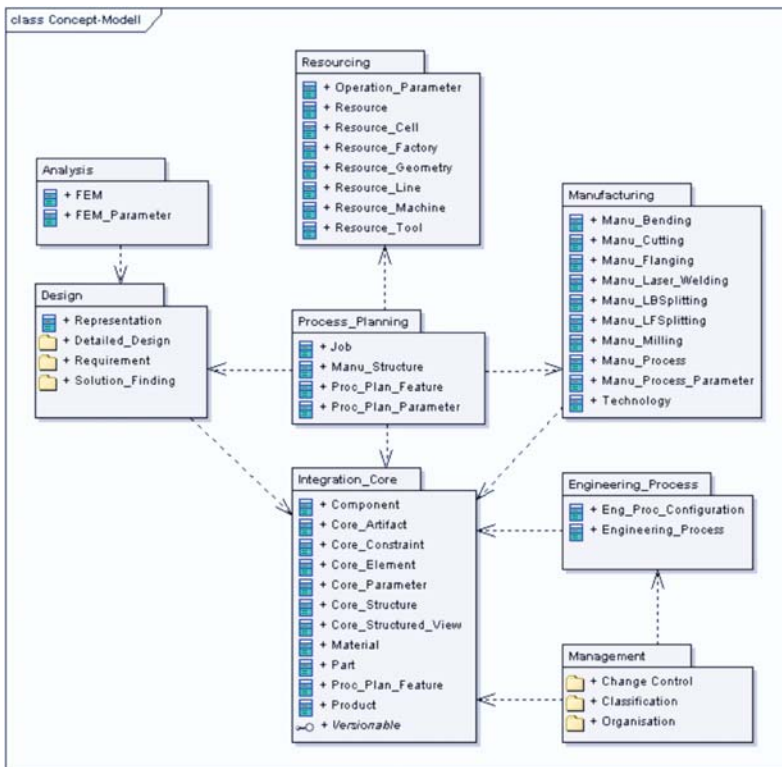 class Concept-Modell
Resourcing
+ Operation_Parameter
+ Resource
+ Resource_Cell
+ Resource_Factory
+ Resource_Geometry
+ Resource_Line
+ Resource_Machine
+ Resource_Tool
Analysis
+ FEM
+ FEM_Parameter
Manufacturing
+ Manu_Bending
+ Manu_Cutting
+ Manu_Flanging
+ Manu_Laser_Welding
+ Manu_LBSplitting
+ Manu_LFSplitting
+ Manu_Milling
+ Manu_Process
+ Manu_Process_Parameter
+ Technology
Design
+ Representation
+ Detailed_Design
+ Requirement
+ Solution_Finding
Process_Planning
+ Job
+ Manu_Structure
+ Proc_Plan_Feature
+ Proc_Plan_Parameter
Integration_Core
+ Component
+ Core_Artifact
+ Core_Constraint
+ Core_Element
+ Core_Parameter
+ Core_Structure
+ Core_Structured_View
+ Material
+ Part
+ Proc_Plan_Feature
+ Product
+ Versionable
Engineering_Process
+ Eng_Proc_Configuration
+ Engineering_Process
Management
+ Change Control
+ Classification
+ Organisation